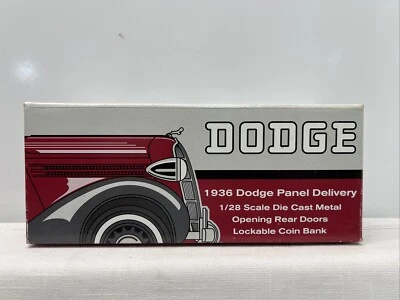 DODGE
1936 Dodge Panel Delivery
1/28 Scale Die Cast Metal
Opening Rear Doors
Lockable Coin Bank